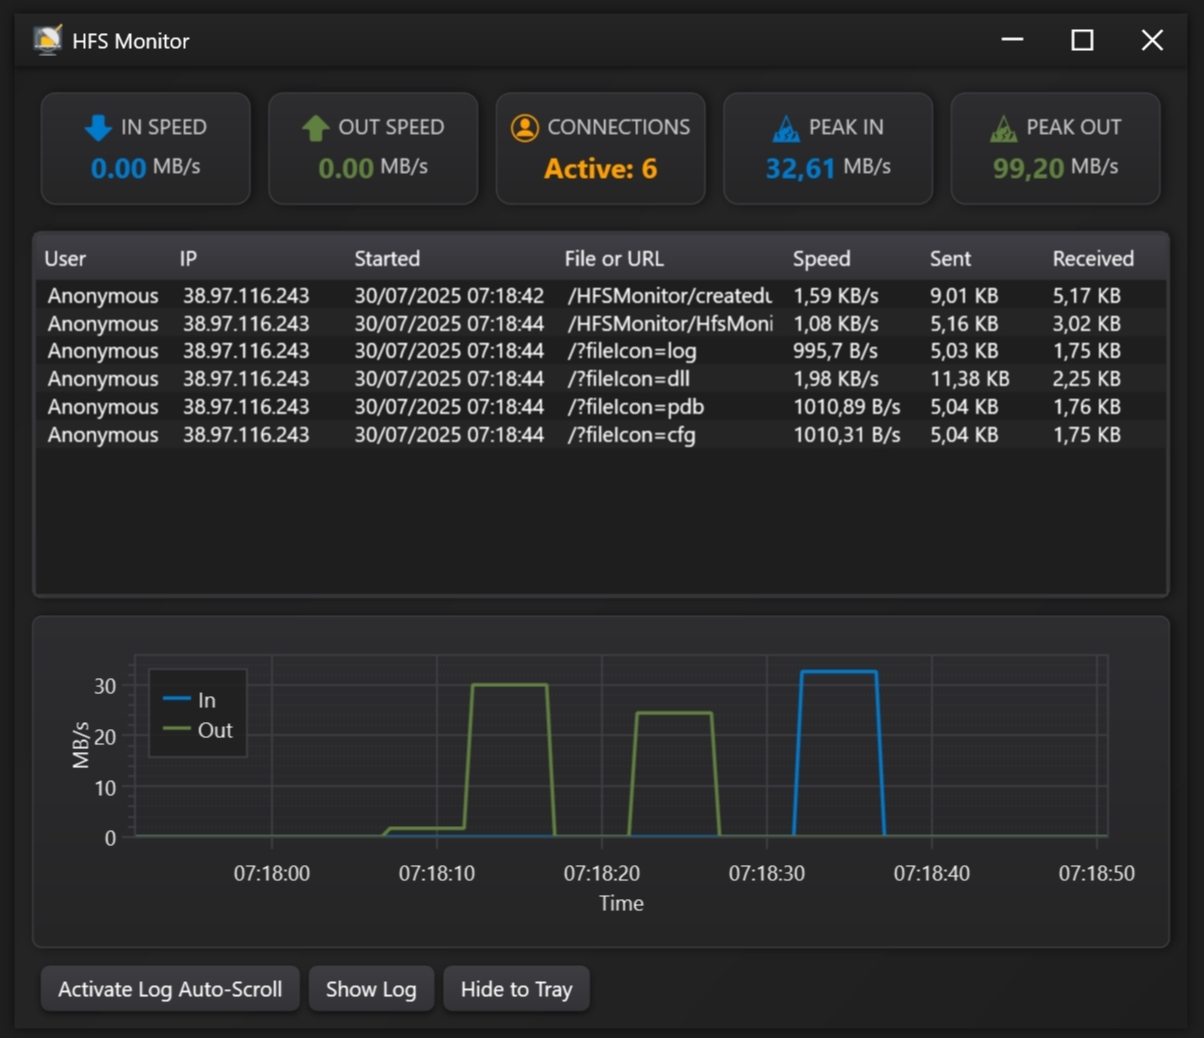 HFS Monitor
IN SPEED
0.00 MB/s
OUT SPEED
0.00 MB/s
CONNECTIONS
Active: 6
PEAK IN
32,61 MB/s
PEAK OUT
99,20 MB/s
User IP Started File or URL Speed Sent Received
Anonymous 38.97.116.243 30/07/2025 07:18:42 /HFSMonitor/createdu 1,59 KB/s 9,01 KB 5,17 KB
Anonymous 38.97.116.243 30/07/2025 07:18:44 /HFSMonitor/HfsMoni 1,08 KB/s 5,16 KB 3,02 KB
Anonymous 38.97.116.243 30/07/2025 07:18:44 /?fileIcon=log 995,7 B/s 5,03 KB 1,75 KB
Anonymous 38.97.116.243 30/07/2025 07:18:44 /?fileIcon=dll 1,98 KB/s 11,38 KB 2,25 KB
Anonymous 38.97.116.243 30/07/2025 07:18:44 /?fileIcon=pdb 1010,89 B/s 5,04 KB 1,76 KB
Anonymous 38.97.116.243 30/07/2025 07:18:44 /?fileIcon=cfg 1010,31 B/s 5,04 KB 1,75 KB
MB/s
30
20
10
0
In
Out
07:18:00 07:18:10 07:18:20 07:18:30 07:18:40 07:18:50
Time
Activate Log Auto-Scroll Show Log Hide to Tray